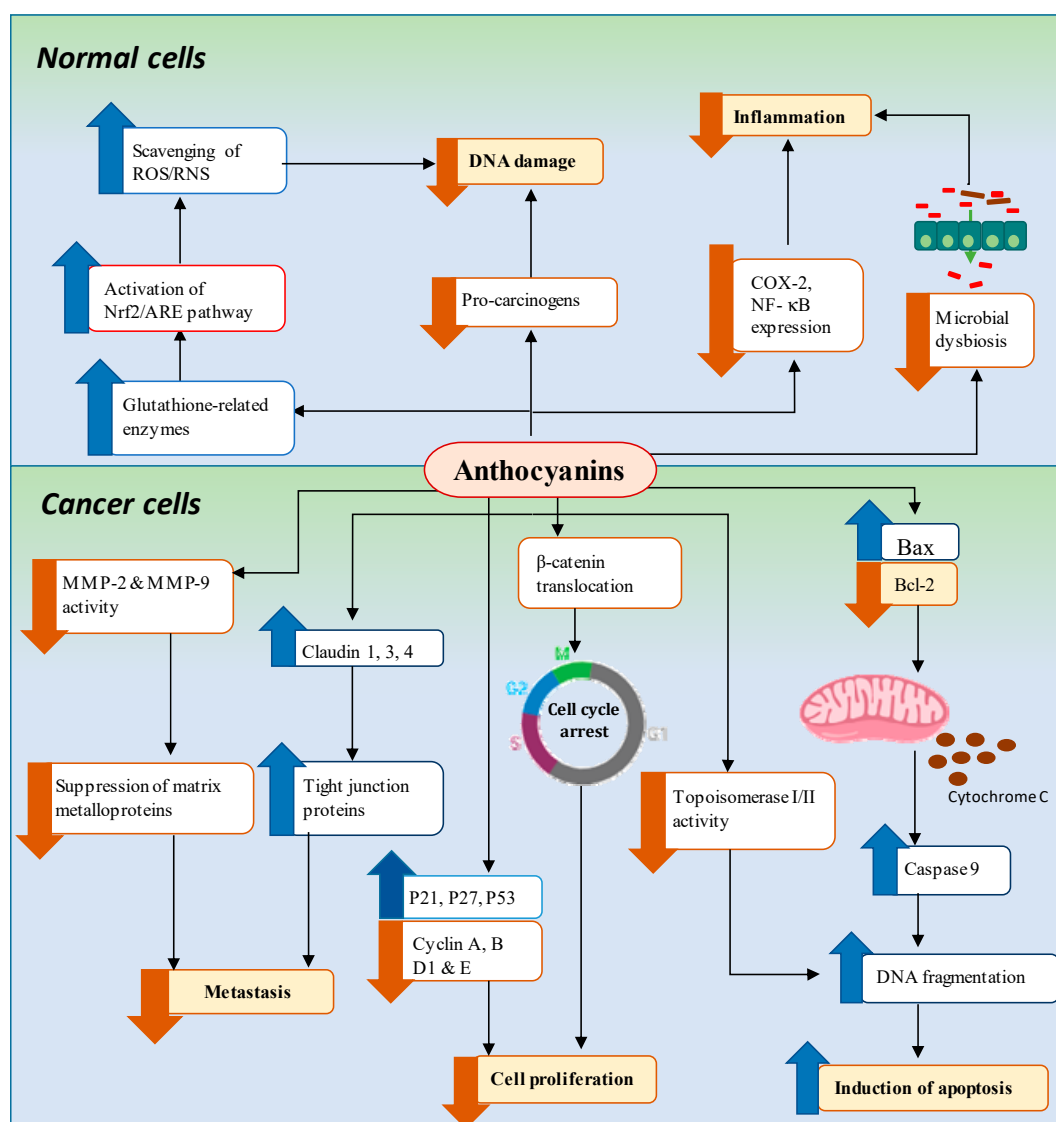 Normal cells
Scavenging of
ROS/RNS
DNA damage
Inflammation
Activation of
Nrf2/ARE pathway
Pro-carcinogens
COX-2,
NF- κB
expression
Microbial
dysbiosis
Glutathione-related
enzymes
Anthocyanins
Cancer cells
MMP-2 & MMP-9
activity
Claudin 1, 3, 4
β-catenin
translocation
Bax
Bcl-2
M
G2
S
G1
Cell cycle
arrest
Suppression of matrix
metalloproteins
Tight junction
proteins
Topoisomerase I/II
activity
Cytochrome C
Caspase 9
P21, P27, P53
Cyclin A, B
D1 & E
DNA fragmentation
Metastasis
Cell proliferation
Induction of apoptosis